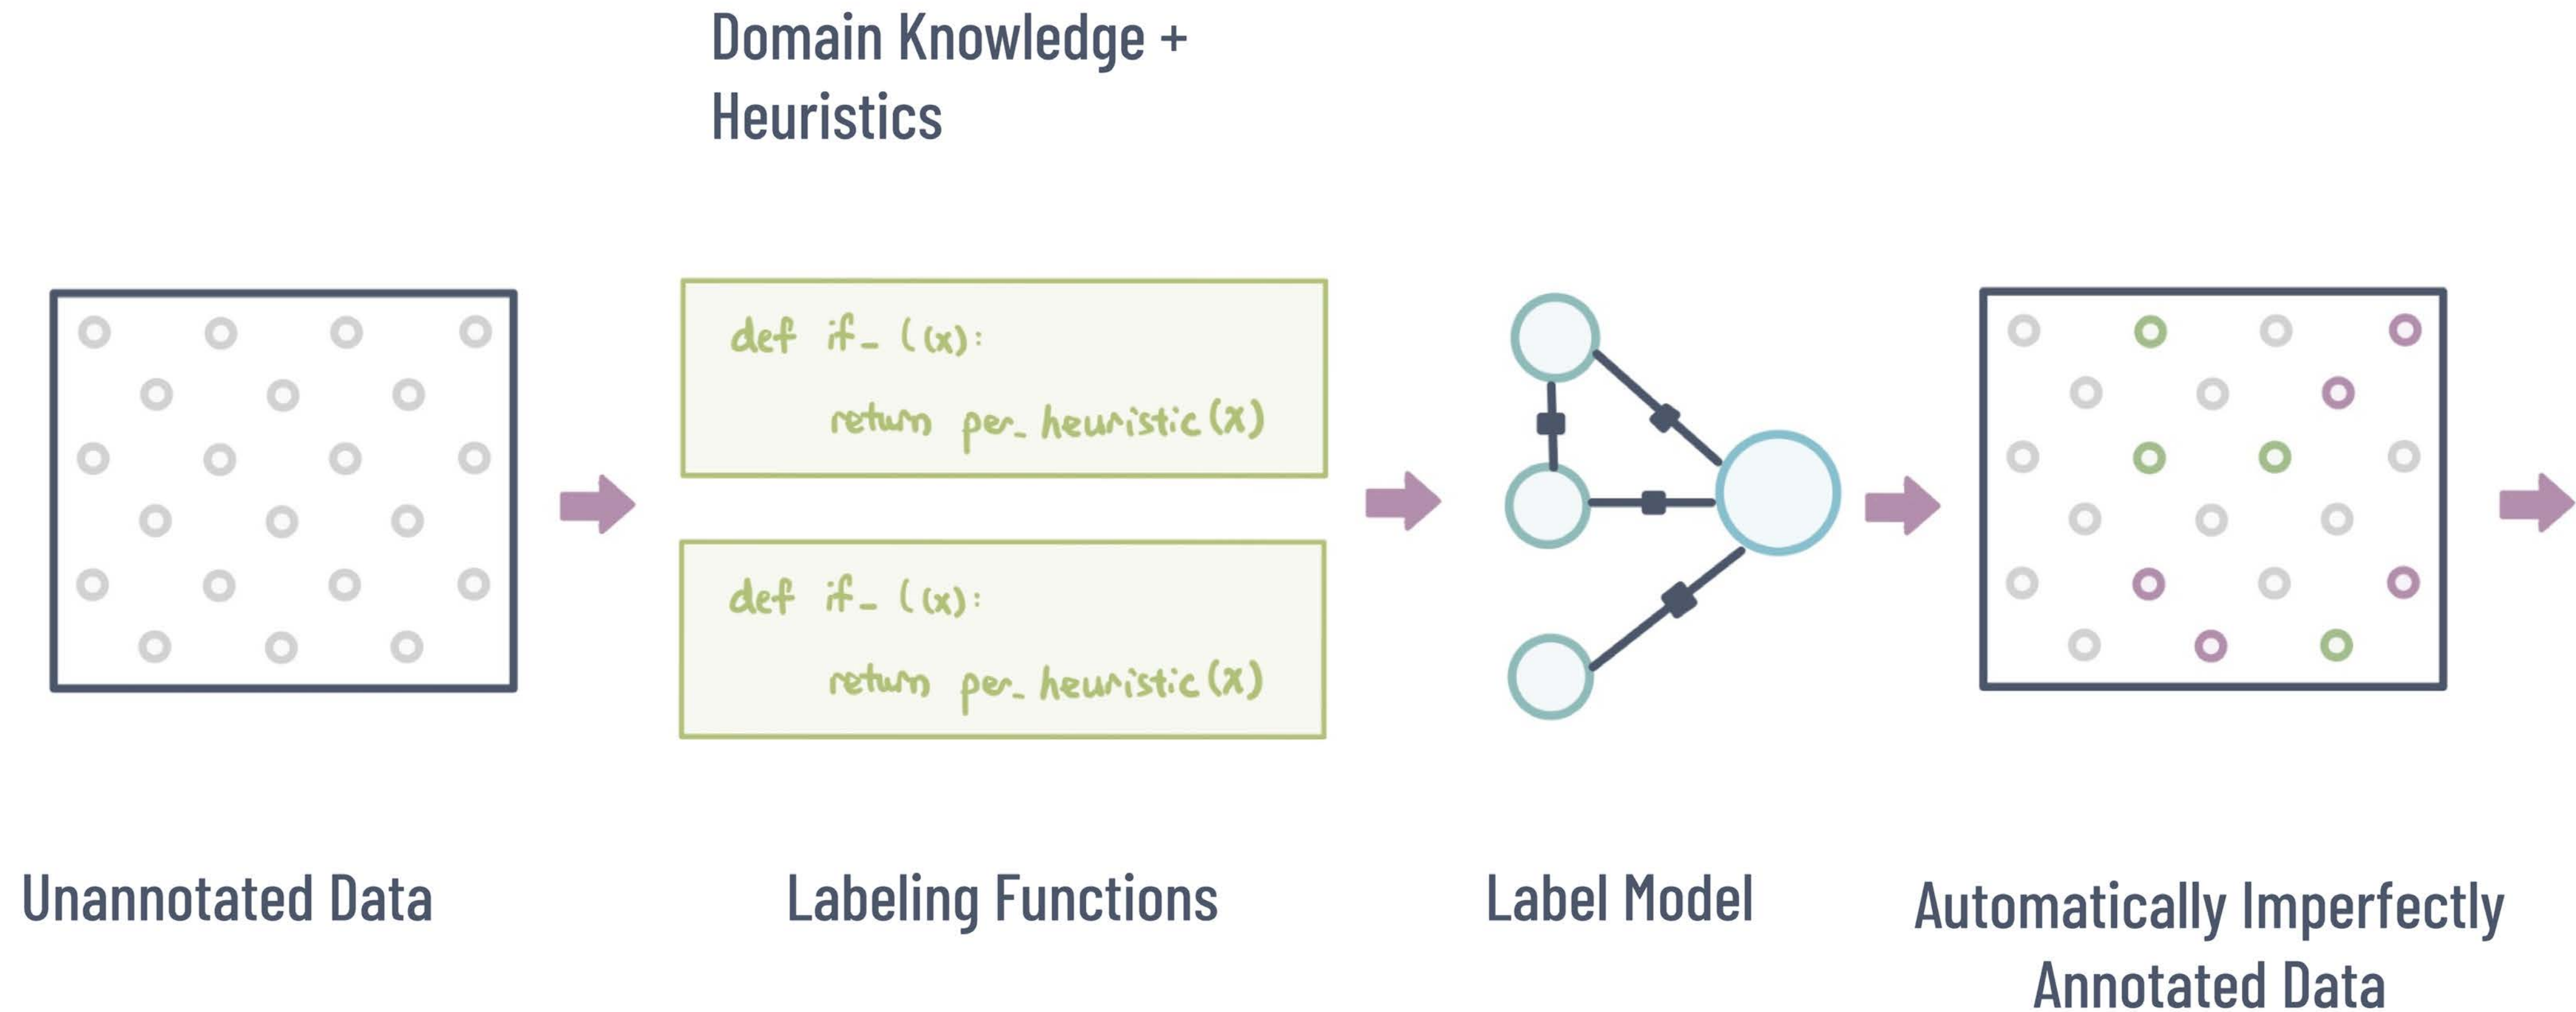 Domain Knowledge +
Heuristics
def if_ ((x):
return per_heuristic(x)
def if_ ((x):
return per_heuristic(x)
Unannotated Data
Labeling Functions
Label Model
Automatically Imperfectly
Annotated Data